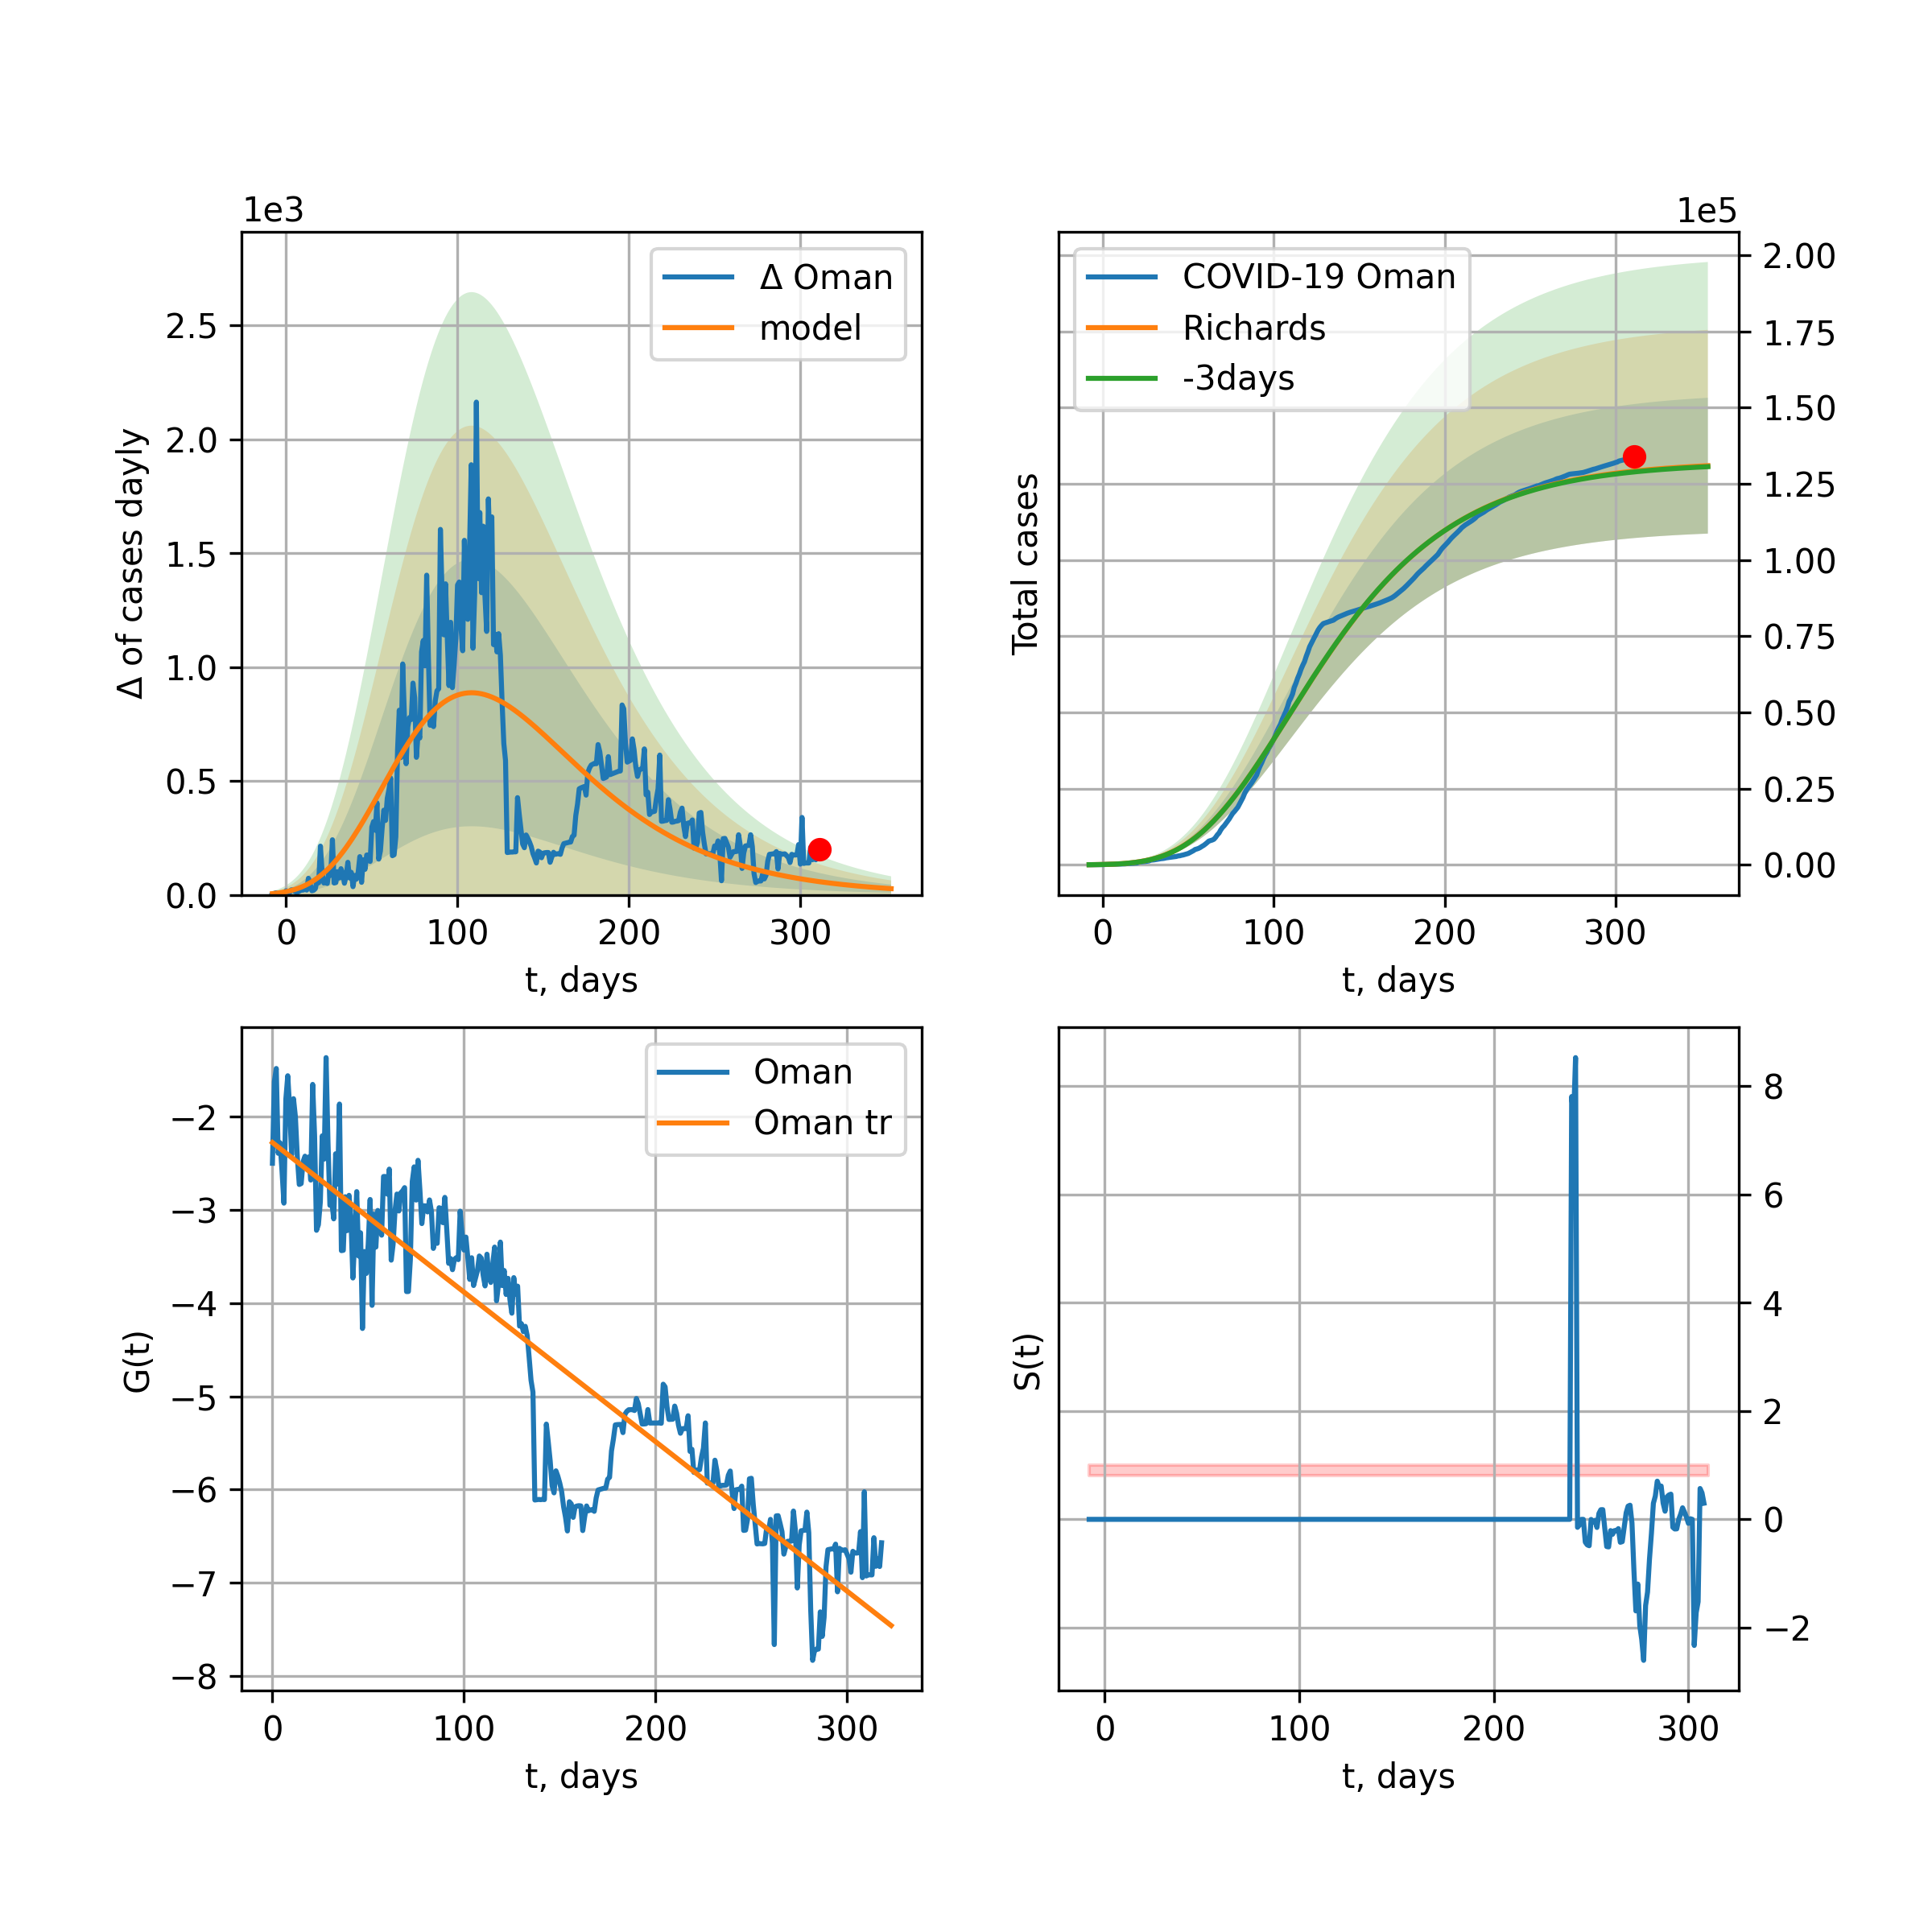 1e3
Δ of cases dayly
2.5
2.0
1.5
1.0
0.5
0.0
0 100 200 300
t, days
Δ Oman
model
1e5
Total cases
2.00
1.75
1.50
1.25
1.00
0.75
0.50
0.25
0.00
0 100 200 300
t, days
COVID-19 Oman
Richards
-3days
G(t)
−2
−3
−4
−5
−6
−7
−8
0 100 200 300
t, days
Oman
Oman tr
S(t)
8
6
4
2
0
−2
0 100 200 300
t, days